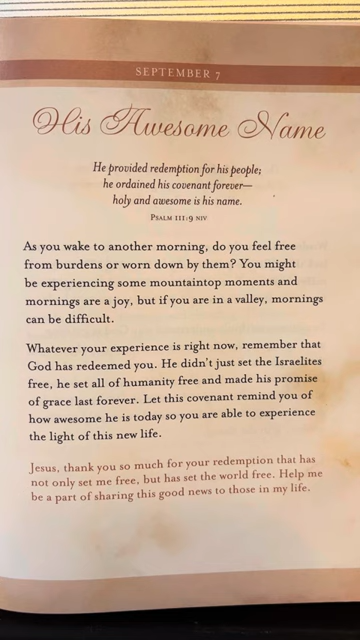 SEPTEMBER 7
His Awesome Name
He provided redemption for his people;
he ordained his covenant forever—
holy and awesome is his name.
PSALM 111:9 NIV
As you wake to another morning, do you feel free
from burdens or worn down by them? You might
be experiencing some mountaintop moments and
mornings are a joy, but if you are in a valley, mornings
can be difficult.
Whatever your experience is right now, remember that
God has redeemed you. He didn't just set the Israelites
free, he set all of humanity free and made his promise
of grace last forever. Let this covenant remind you of
how awesome he is today so you are able to experience
the light of this new life.
Jesus, thank you so much for your redemption that has
not only set me free, but has set the world free. Help me
be a part of sharing this good news to those in my life.